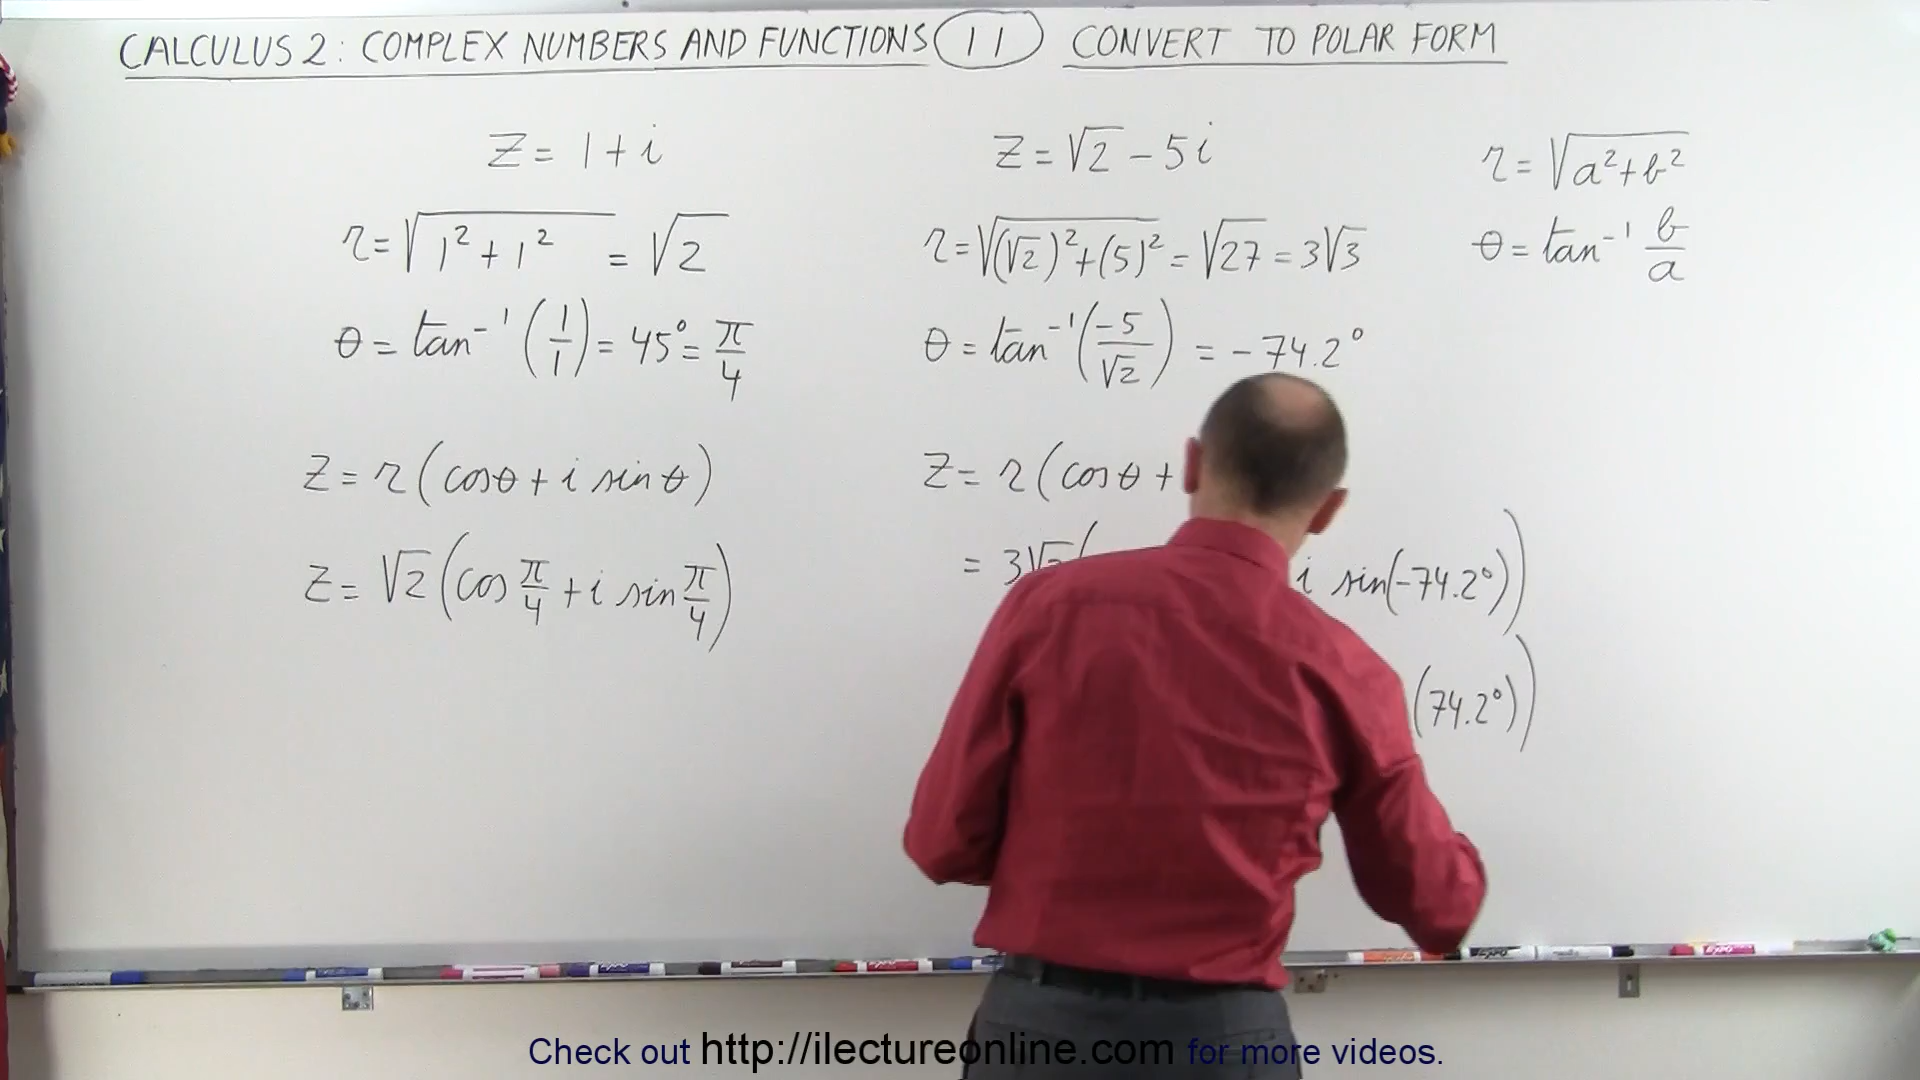 CALCULUS 2: COMPLEX NUMBERS AND FUNCTIONS 11 CONVERT TO POLAR FORM
z = 1 + i
r = √(1² + 1²) = √2
θ = tan⁻¹(1/1) = 45° = π/4
z = r(cosθ + i sinθ)
z = √2(cos π/4 + i sin π/4)
z = √2 - 5i
r = √((√2)² + (5)²) = √27 = 3√3
θ = tan⁻¹(-5/√2) = -74.2°
z = r(cosθ +
= 3√ ( i sin(-74.2°))
(74.2°))
r = √(a² + b²)
θ = tan⁻¹ b/a
EXPO
Check out http://ilectureonline.com for more videos.